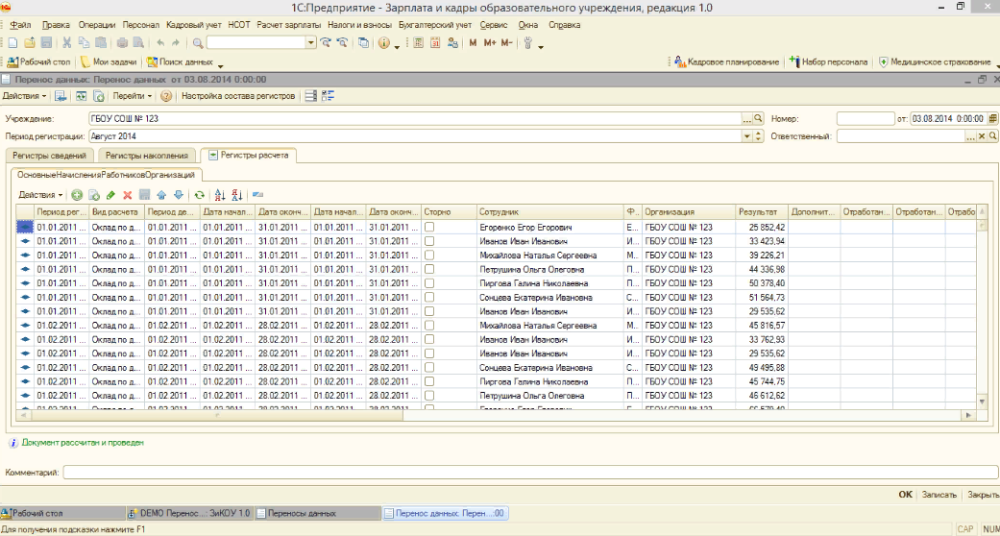 1С:Предприятие - Зарплата и кадры образовательного учреждения, редакция 1.0
Файл Правка Операции Персонал Кадровый учет НСОТ Расчет зарплаты Налоги и взносы Бухгалтерский учет Сервис Окна Справка
М М+ М-
Рабочий стол Мои задачи Поиск данных Кадровое планирование Набор персонала Медицинское страхование
Перенос данных: Перенос данных от 03.08.2014 0:00:00
Действия Перейти Настройка состава регистров
Учреждение: ГБОУ СОШ № 123 Номер: от: 03.08.2014 0:00:00
Период регистрации: Август 2014 Ответственный:
Регистры сведений Регистры накопления Регистры расчета
ОсновныеНачисленияРаботниковОрганизаций
Действия
Период рег... Вид расчета Период де... Дата начал... Дата оконч... Дата начал... Дата оконч... Сторно Сотрудник Ф.. Организация Результат Дополнит... Отработан... Отработан... Отрабо
01.01.2011 ... Оклад по д... 01.01.2011 ... 01.01.2011 ... 31.01.2011 ... 01.01.2011 ... 31.01.2011 ... Егоренко Егор Егорович Е... ГБОУ СОШ № 123 25 852,42
01.01.2011 ... Оклад по д... 01.01.2011 ... 01.01.2011 ... 31.01.2011 ... 01.01.2011 ... 31.01.2011 ... Иванов Иван Иванович И... ГБОУ СОШ № 123 33 423,94
01.01.2011 ... Оклад по д... 01.01.2011 ... 01.01.2011 ... 31.01.2011 ... 01.01.2011 ... 31.01.2011 ... Михайлова Наталья Сергеевна М... ГБОУ СОШ № 123 39 226,21
01.01.2011 ... Оклад по д... 01.01.2011 ... 01.01.2011 ... 31.01.2011 ... 01.01.2011 ... 31.01.2011 ... Петрушина Ольга Олеговна П... ГБОУ СОШ № 123 44 336,98
01.01.2011 ... Оклад по д... 01.01.2011 ... 01.01.2011 ... 31.01.2011 ... 01.01.2011 ... 31.01.2011 ... Пиргова Галина Николаевна П... ГБОУ СОШ № 123 50 378,40
01.01.2011 ... Оклад по д... 01.01.2011 ... 01.01.2011 ... 31.01.2011 ... 01.01.2011 ... 31.01.2011 ... Сонцева Екатерина Ивановна С... ГБОУ СОШ № 123 51 564,73
01.01.2011 ... Оклад по д... 01.01.2011 ... 01.01.2011 ... 31.01.2011 ... 01.01.2011 ... 31.01.2011 ... Иванов Иван Иванович И... ГБОУ СОШ № 123 29 535,62
01.02.2011 ... Оклад по д... 01.02.2011 ... 01.02.2011 ... 28.02.2011 ... 01.02.2011 ... 28.02.2011 ... Михайлова Наталья Сергеевна М... ГБОУ СОШ № 123 45 816,57
01.02.2011 ... Оклад по д... 01.02.2011 ... 01.02.2011 ... 28.02.2011 ... 01.02.2011 ... 28.02.2011 ... Иванов Иван Иванович И... ГБОУ СОШ № 123 33 762,93
01.02.2011 ... Оклад по д... 01.02.2011 ... 01.02.2011 ... 28.02.2011 ... 01.02.2011 ... 28.02.2011 ... Иванов Иван Иванович И... ГБОУ СОШ № 123 29 535,62
01.02.2011 ... Оклад по д... 01.02.2011 ... 01.02.2011 ... 28.02.2011 ... 01.02.2011 ... 28.02.2011 ... Сонцева Екатерина Ивановна С... ГБОУ СОШ № 123 49 495,88
01.02.2011 ... Оклад по д... 01.02.2011 ... 01.02.2011 ... 28.02.2011 ... 01.02.2011 ... 28.02.2011 ... Пиргова Галина Николаевна П... ГБОУ СОШ № 123 45 744,75
01.02.2011 ... Оклад по д... 01.02.2011 ... 01.02.2011 ... 28.02.2011 ... 01.02.2011 ... 28.02.2011 ... Петрушина Ольга Олеговна П... ГБОУ СОШ № 123 46 612,62
Документ рассчитан и проведен
Комментарий:
OK Записать Закрыть
Рабочий стол DEMO Перенос...: ЗиКОУ 1.0 Переносы данных Перенос данных: Перен...:00
Для получения подсказки нажмите F1 CAP NUM